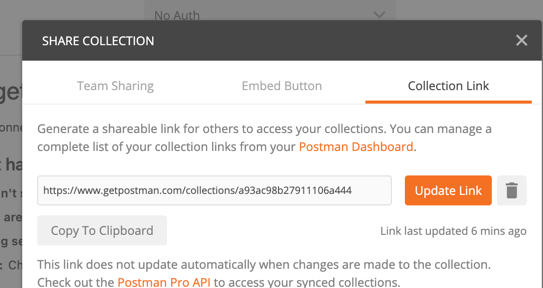 No Auth
SHARE COLLECTION
Team Sharing
Embed Button
Collection Link
Generate a shareable link for others to access your collections. You can manage a
complete list of your collection links from your Postman Dashboard.
https://www.getpostman.com/collections/a93ac98b27911106a444
Update Link
Copy To Clipboard
Link last updated 6 mins ago
This link does not update automatically when changes are made to the collection.
Check out the Postman Pro API to access your synced collections.